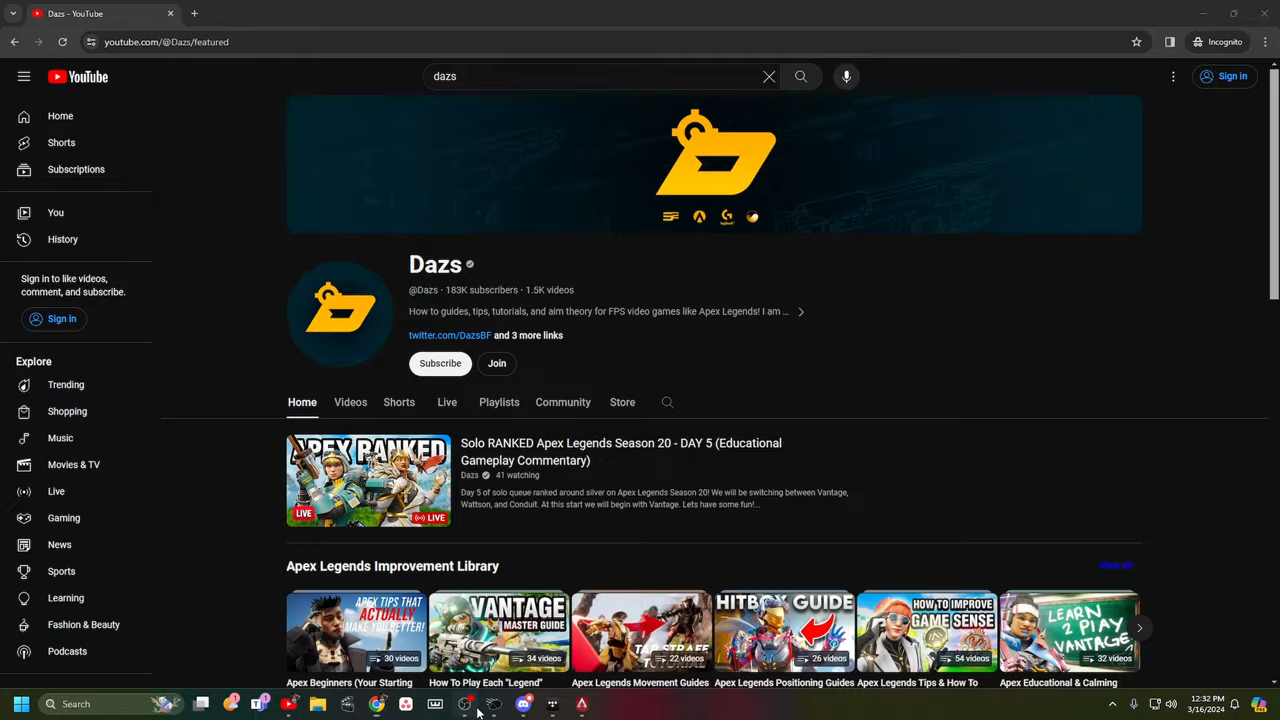 Dazs - YouTube
youtube.com/@Dazs/featured
Incognito
YouTube
dazs
Sign in
Home
Shorts
Subscriptions
You
History
Sign in to like videos,
comment, and subscribe.
Sign in
Explore
Trending
Shopping
Music
Movies & TV
Live
Gaming
News
Sports
Learning
Fashion & Beauty
Podcasts
Dazs
@Dazs · 183K subscribers · 1.5K videos
How to guides, tips, tutorials, and aim theory for FPS video games like Apex Legends! I am ...
twitter.com/DazsBF and 3 more links
Subscribe
Join
Home
Videos
Shorts
Live
Playlists
Community
Store
APEX RANKED
LIVE
LIVE
Solo RANKED Apex Legends Season 20 - DAY 5 (Educational
Gameplay Commentary)
Dazs 41 watching
Day 5 of solo queue ranked around silver on Apex Legends Season 20! We will be switching between Vantage,
Wattson, and Conduit. At this start we will begin with Vantage. Lets have some fun!...
Apex Legends Improvement Library
View all
APEX TIPS THAT
ACTUALLY
MAKE YOU BETTER!
30 videos
VANTAGE
MASTER GUIDE
34 videos
TAP STRAFE
TUTORIAL
22 videos
HITBOX GUIDE
26 videos
HOW TO IMPROVE
GAME SENSE
54 videos
LEARN
2 PLAY
VANTAGE!
32 videos
Apex Beginners (Your Starting
How To Play Each "Legend"
Apex Legends Movement Guides
Apex Legends Positioning Guides
Apex Legends Tips & How To
Apex Educational & Calming
Search
12:32 PM
3/16/2024